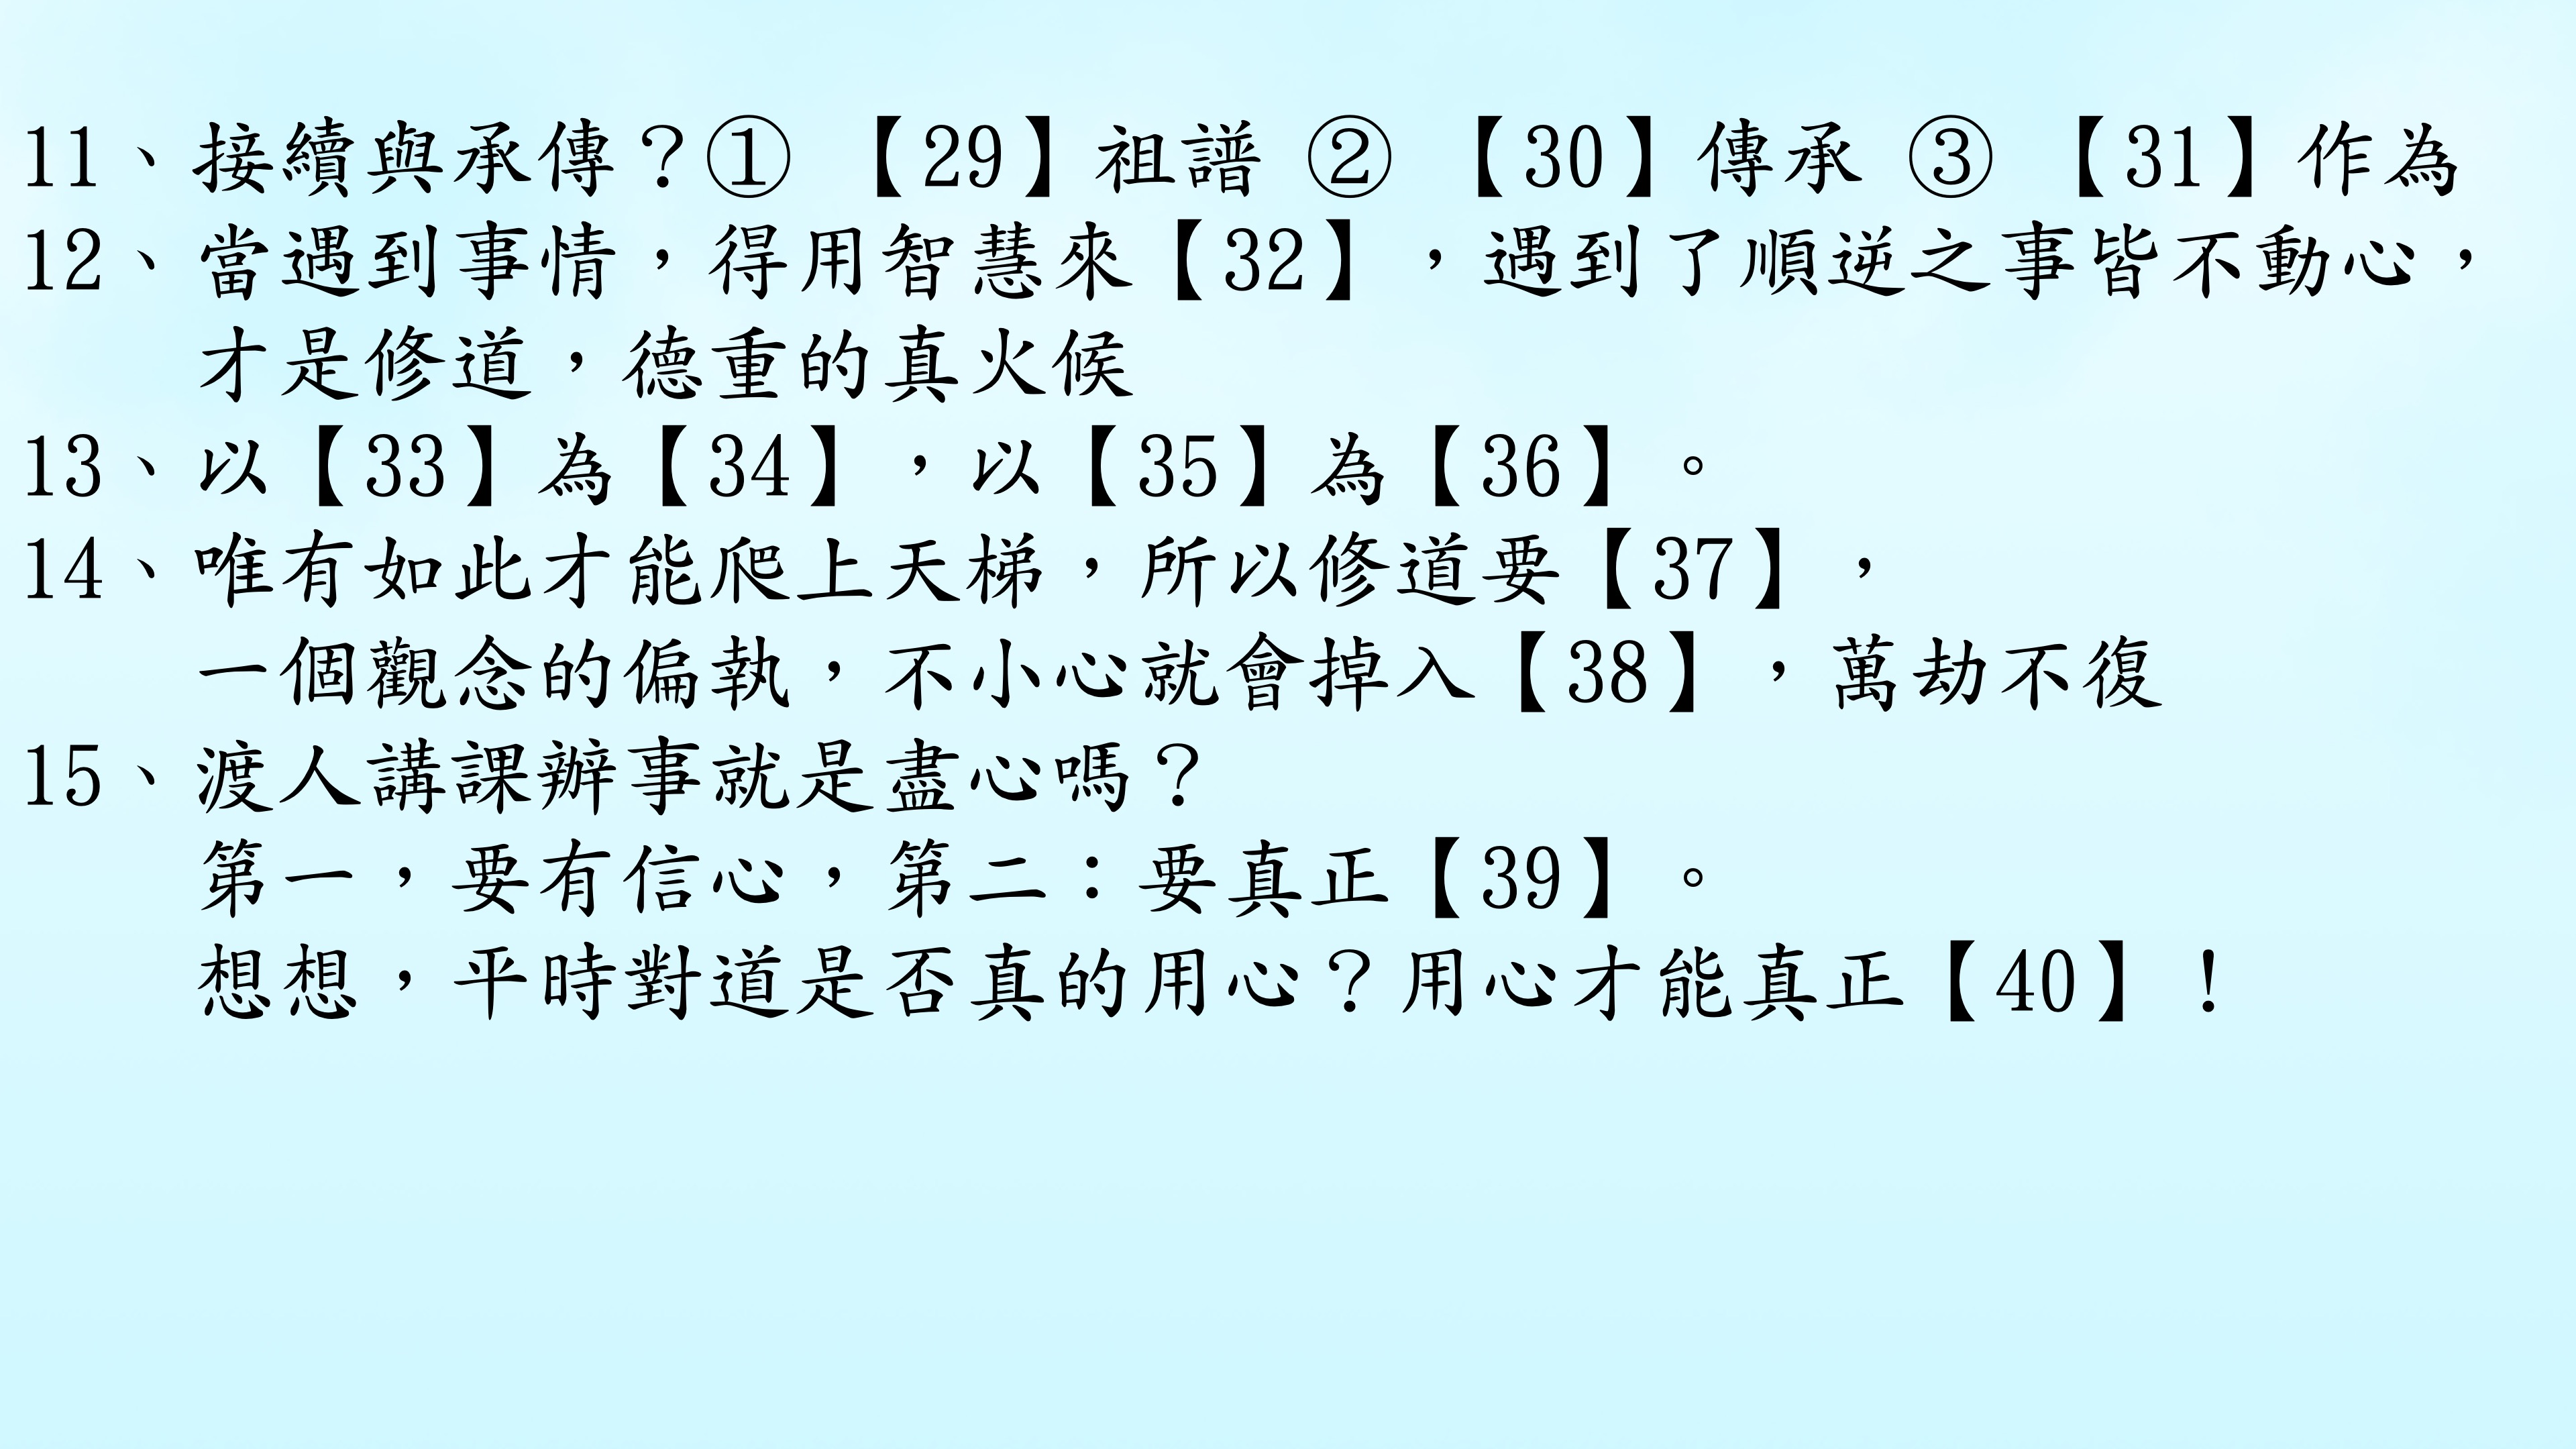 11、接續與承傳？① 【29】祖譜 ② 【30】傳承 ③ 【31】作為
12、當遇到事情，得用智慧來【32】，遇到了順逆之事皆不動心，
才是修道，德重的真火候
13、以【33】為【34】，以【35】為【36】。
14、唯有如此才能爬上天梯，所以修道要【37】，
一個觀念的偏執，不小心就會掉入【38】，萬劫不復
15、渡人講課辦事就是盡心嗎？
第一，要有信心，第二：要真正【39】。
想想，平時對道是否真的用心？用心才能真正【40】！